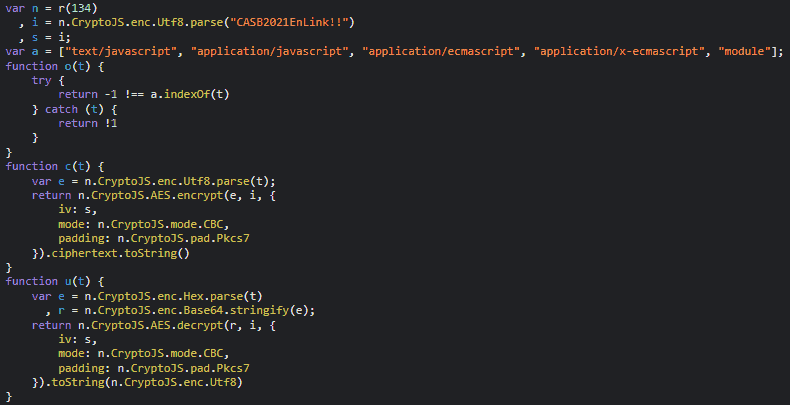 var n = r(134)
  , i = n.CryptoJS.enc.Utf8.parse("CASB2021EnLink!!")
  , s = i;
var a = ["text/javascript", "application/javascript", "application/ecmascript", "application/x-ecmascript", "module"];
function o(t) {
    try {
        return -1 !== a.indexOf(t)
    } catch (t) {
        return !1
    }
}
function c(t) {
    var e = n.CryptoJS.enc.Utf8.parse(t);
    return n.CryptoJS.AES.encrypt(e, i, {
        iv: s,
        mode: n.CryptoJS.mode.CBC,
        padding: n.CryptoJS.pad.Pkcs7
    }).ciphertext.toString()
}
function u(t) {
    var e = n.CryptoJS.enc.Hex.parse(t)
      , r = n.CryptoJS.enc.Base64.stringify(e);
    return n.CryptoJS.AES.decrypt(r, i, {
        iv: s,
        mode: n.CryptoJS.mode.CBC,
        padding: n.CryptoJS.pad.Pkcs7
    }).toString(n.CryptoJS.enc.Utf8)
}